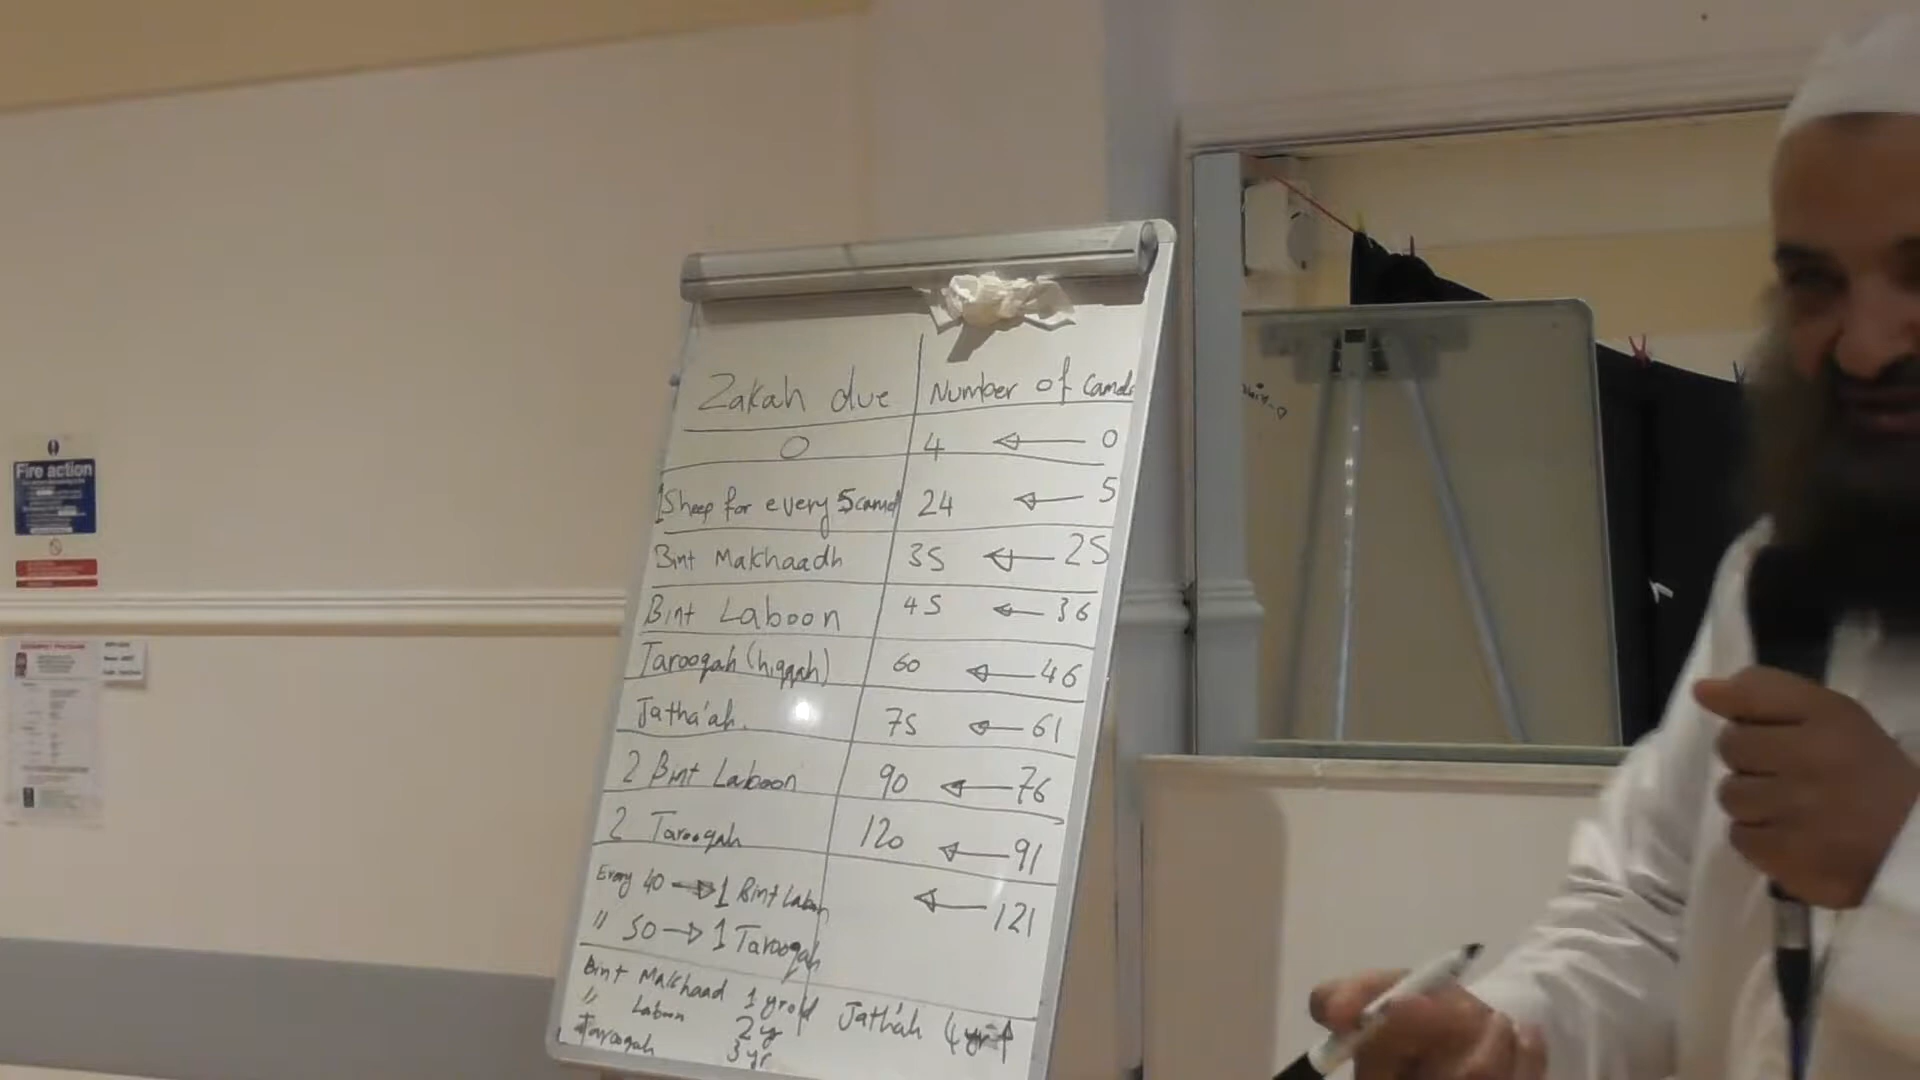 Zakah due Number of Camels
0 4 0
1 Sheep for every 5 camel 24 5
Bint Makhaadh 35 25
Bint Laboon 45 36
Tarooqah (hiqqah) 60 46
Jatha'ah. 75 61
2 Bint Laboon 90 76
2 Tarooqah 120 91
Every 40 → 1 Bint Laboon 121
" 50 → 1 Tarooqah
Bint Makhaad 1 yr old Jatha'ah 4 yr
" Laboon 2 yr
Tarooqah 3 yr
Fire action